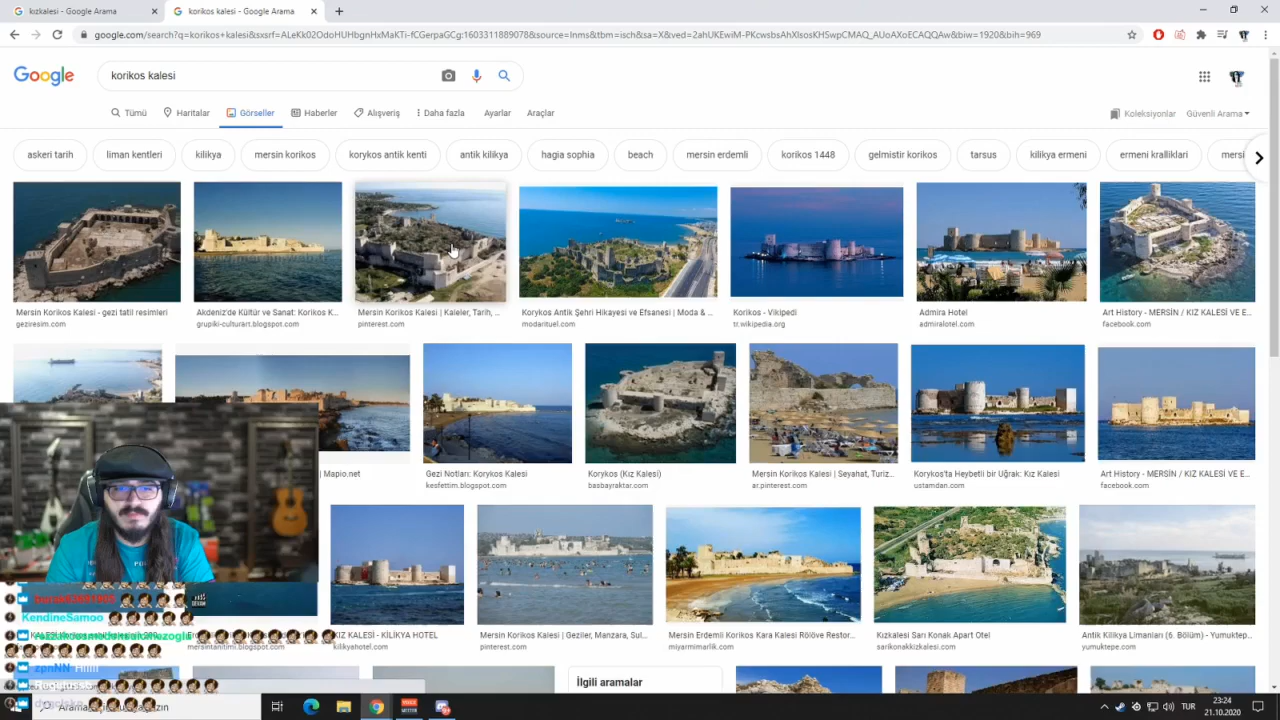 kızkalesi - Google Arama
korikos kalesi - Google Arama
google.com/search?q=korikos+kalesi&sxsrf=ALeKk02OdoHUHbgnHxMaKTi-fCGerpaGCg:1603311889078&source=lnms&tbm=isch&sa=X&ved=2ahUKEwiM-PKcwsbsAhXlsosKHSwpCMAQ_AUoAXoECAQQAw&biw=1920&bih=969
Google
korikos kalesi
Tümü
Haritalar
Görseller
Haberler
Alışveriş
Daha fazla
Ayarlar
Araçlar
Koleksiyonlar
Güvenli Arama
askeri tarih
liman kentleri
kilikya
mersin korikos
korykos antik kenti
antik kilikya
hagia sophia
beach
mersin erdemli
korikos 1448
gelmistir korikos
tarsus
kilikya ermeni
ermeni kralliklari
mersi
Mersin Korikos Kalesi - gezi tatil resimleri
geziresim.com
Akdeniz'de Kültür ve Sanat: Korikos K...
grupiki-culturart.blogspot.com
Mersin Korikos Kalesi | Kaleler, Tarih, ...
pinterest.com
Korykos Antik Şehri Hikayesi ve Efsanesi | Moda & ...
modarituel.com
Korikos - Vikipedi
tr.wikipedia.org
Admira Hotel
admiralotel.com
Art History - MERSİN / KIZ KALESİ VE E...
facebook.com
| Mapio.net
Gezi Notları: Korykos Kalesi
kesfettim.blogspot.com
Korykos (Kız Kalesi)
basbayraktar.com
Mersin Korikos Kalesi | Seyahat, Turiz...
ar.pinterest.com
Korykos'ta Heybetli bir Uğrak: Kız Kalesi
ustamdan.com
Art History - MERSİN / KIZ KALESİ VE E...
facebook.com
KendineSamoo
mersintanitimi.blogspot.com
KIZ KALESİ - KİLİKYA HOTEL
kilikyahotel.com
Mersin Korikos Kalesi | Geziler, Manzara, Sul...
pinterest.com
Mersin Erdemli Korikos Kara Kalesi Rölöve Restor...
miyarmimarlik.com
Kızkalesi Sarı Konak Apart Otel
sarikonakkizkalesi.com
Antik Kilikya Limanları (6. Bölüm) - Yumuktepe...
yumuktepe.com
zpnNN
İlgili aramalar
TUR
23:24
21.10.2020